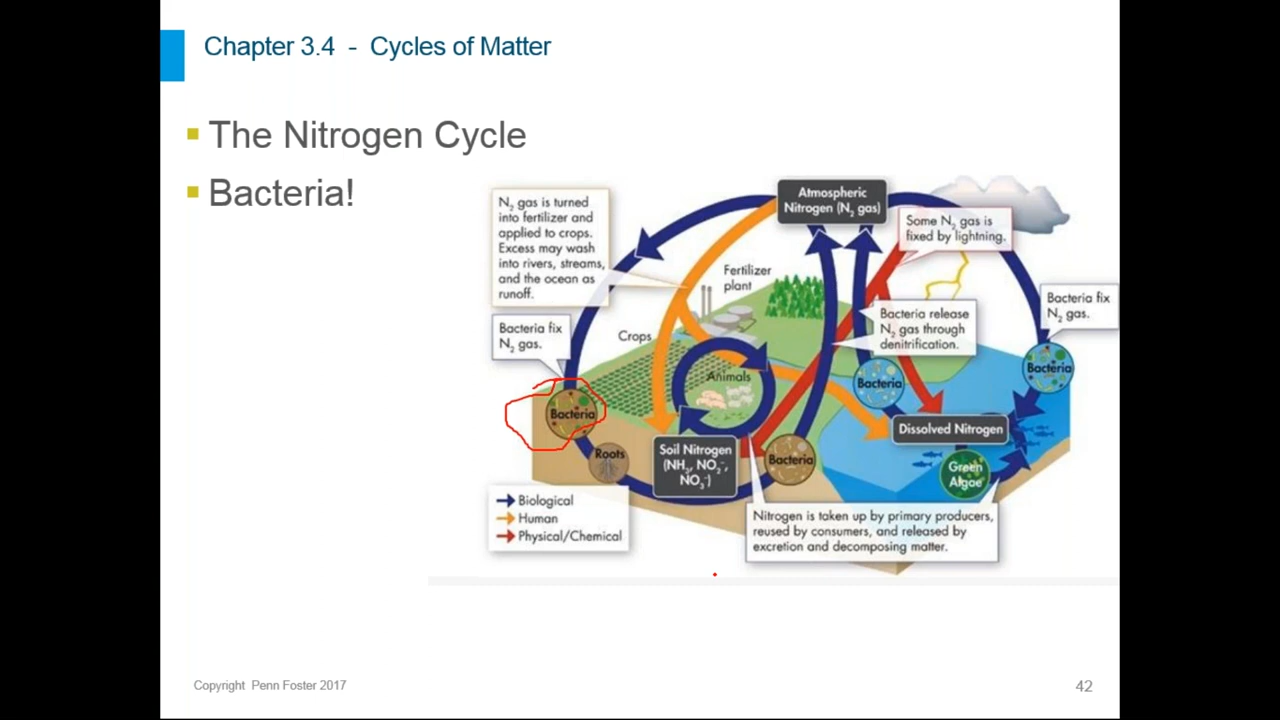 Chapter 3.4 - Cycles of Matter
The Nitrogen Cycle
Bacteria!
Atmospheric
Nitrogen (N₂ gas)
N₂ gas is turned
into fertilizer and
applied to crops.
Excess may wash
into rivers, streams,
and the ocean as
runoff.
Some N₂ gas is
fixed by lightning.
Fertilizer
plant
Bacteria fix
N₂ gas.
Crops
Bacteria release
N₂ gas through
denitrification.
Bacteria fix
N₂ gas.
Animals
Bacteria
Bacteria
Bacteria
Dissolved Nitrogen
Roots
Soil Nitrogen
(NH₃, NO₂⁻,
NO₃⁻)
Bacteria
Green
Algae
Biological
Human
Physical/Chemical
Nitrogen is taken up by primary producers,
reused by consumers, and released by
excretion and decomposing matter.
Copyright Penn Foster 2017
42